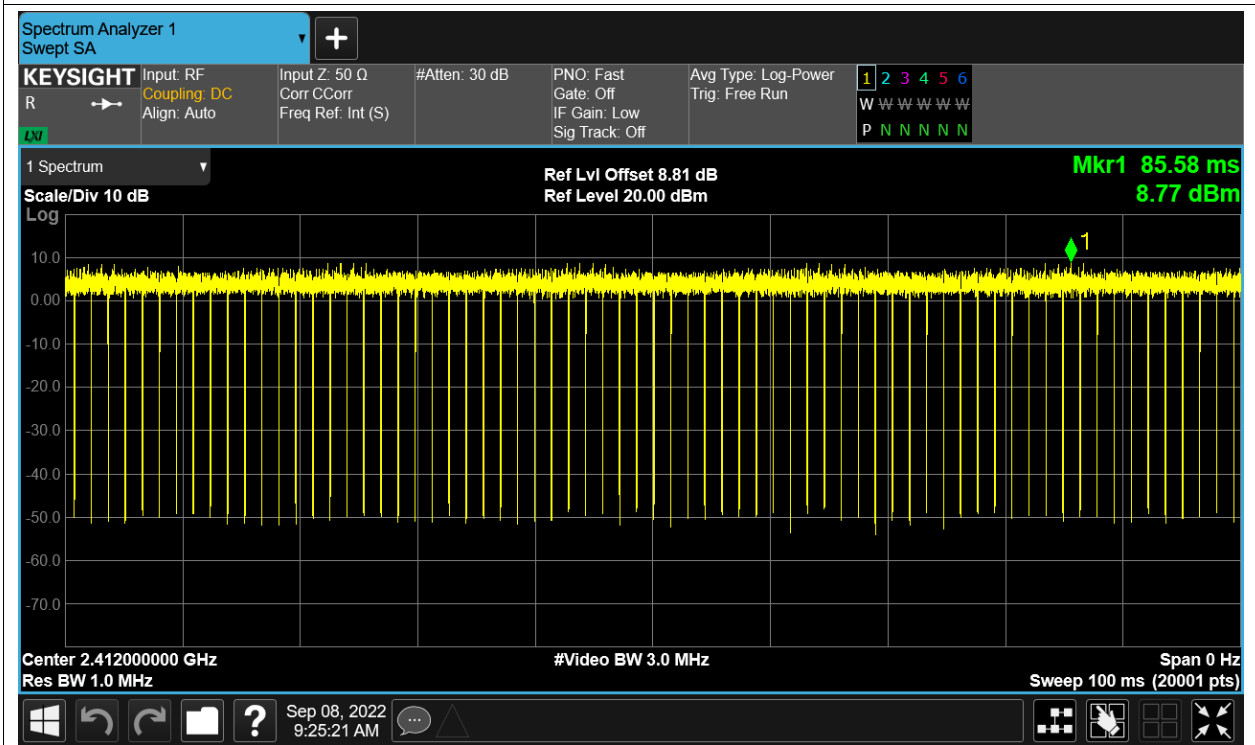 Spectrum Analyzer 1
Swept SA
KEYSIGHT
R
LXI
Input: RF
Coupling: DC
Align: Auto
Input Z: 50 Ω
Corr CCorr
Freq Ref: Int (S)
#Atten: 30 dB
PNO: Fast
Gate: Off
IF Gain: Low
Sig Track: Off
Avg Type: Log-Power
Trig: Free Run
1 2 3 4 5 6
W W W W W W
P N N N N N
1 Spectrum
Scale/Div 10 dB
Ref Lvl Offset 8.81 dB
Ref Level 20.00 dBm
Mkr1 85.58 ms
8.77 dBm
Log
1
10.0
0.00
-10.0
-20.0
-30.0
-40.0
-50.0
-60.0
-70.0
Center 2.412000000 GHz
Res BW 1.0 MHz
#Video BW 3.0 MHz
Span 0 Hz
Sweep 100 ms (20001 pts)
?
Sep 08, 2022
9:25:21 AM